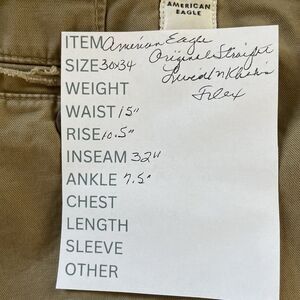 AMERICAN
EAGLE
ITEM American Eagle
Original Straight
SIZE 30x34
Lived In Khakis
WEIGHT
Flex
WAIST 15"
RISE 10.5"
INSEAM 32"
ANKLE 7.5"
CHEST
LENGTH
SLEEVE
OTHER